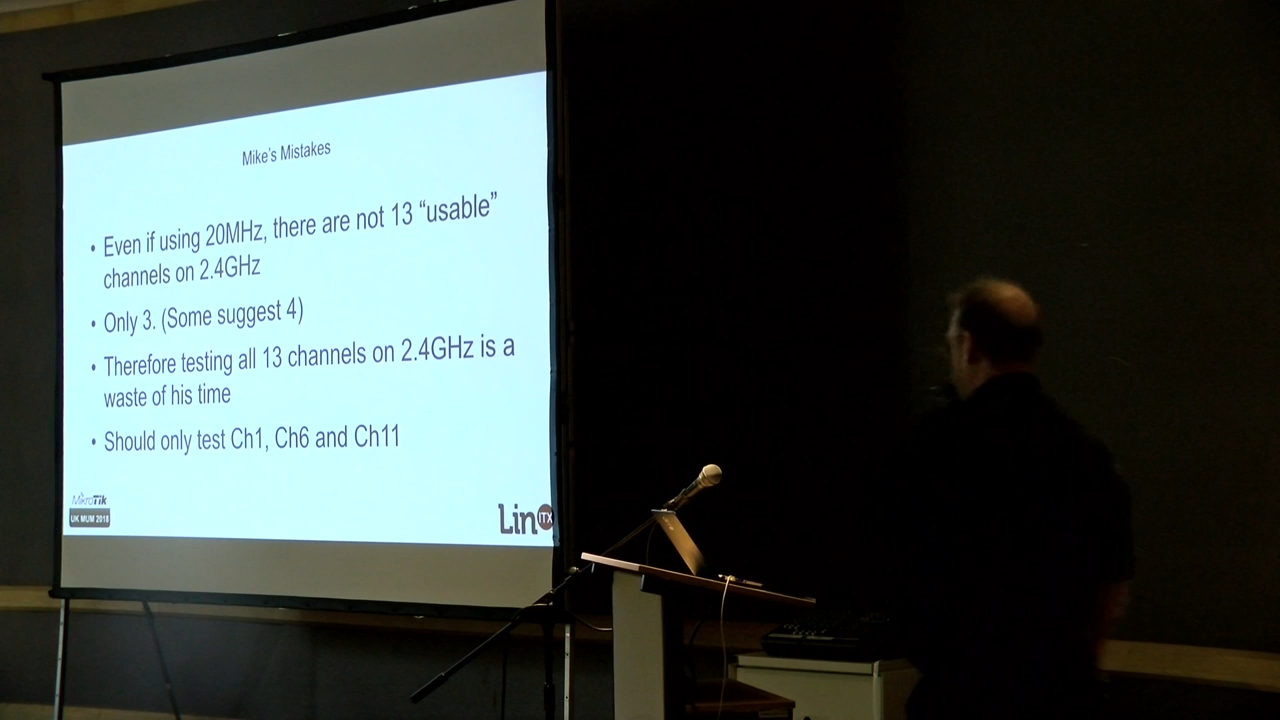 Mike's Mistakes
• Even if using 20MHz, there are not 13 “usable”
channels on 2.4GHz
• Only 3. (Some suggest 4)
• Therefore testing all 13 channels on 2.4GHz is a
waste of his time
• Should only test Ch1, Ch6 and Ch11
MikroTik
UK MUM 2018
Lin ITX